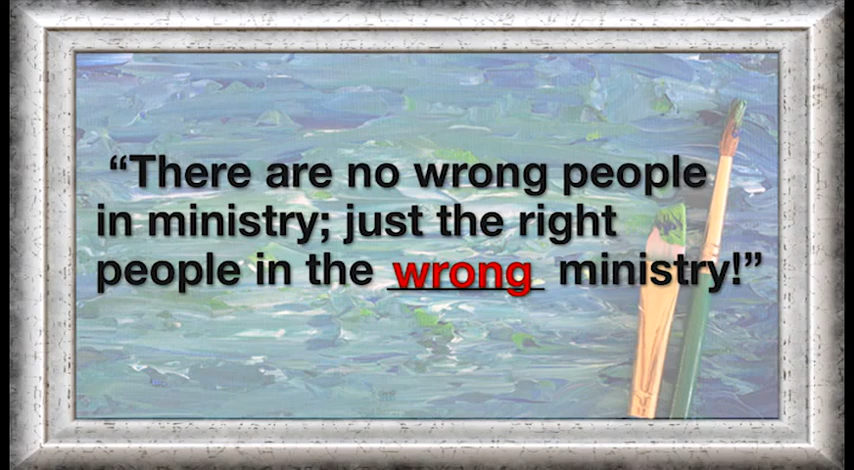 “There are no wrong people
in ministry; just the right
people in the wrong ministry!”